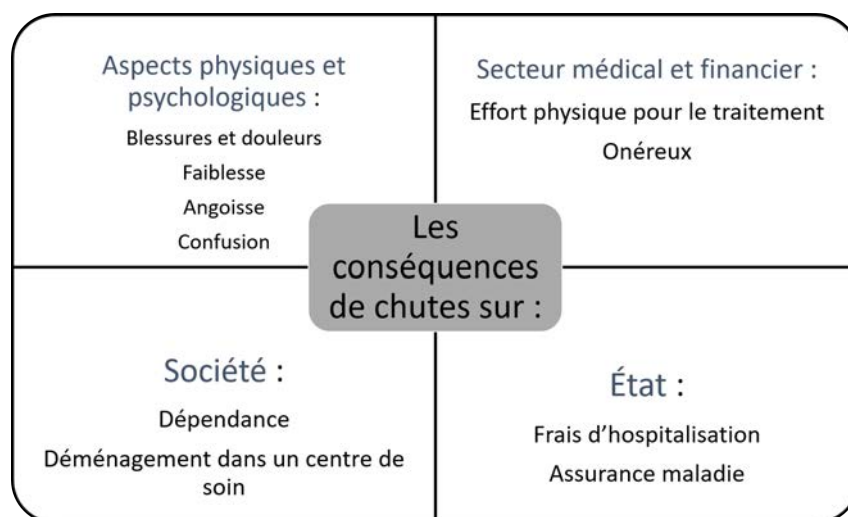 Aspects physiques et
psychologiques :
Blessures et douleurs
Faiblesse
Angoisse
Confusion
Secteur médical et financier :
Effort physique pour le traitement
Onéreux
Les
conséquences
de chutes sur :
Société :
Dépendance
Déménagement dans un centre de
soin
État :
Frais d'hospitalisation
Assurance maladie